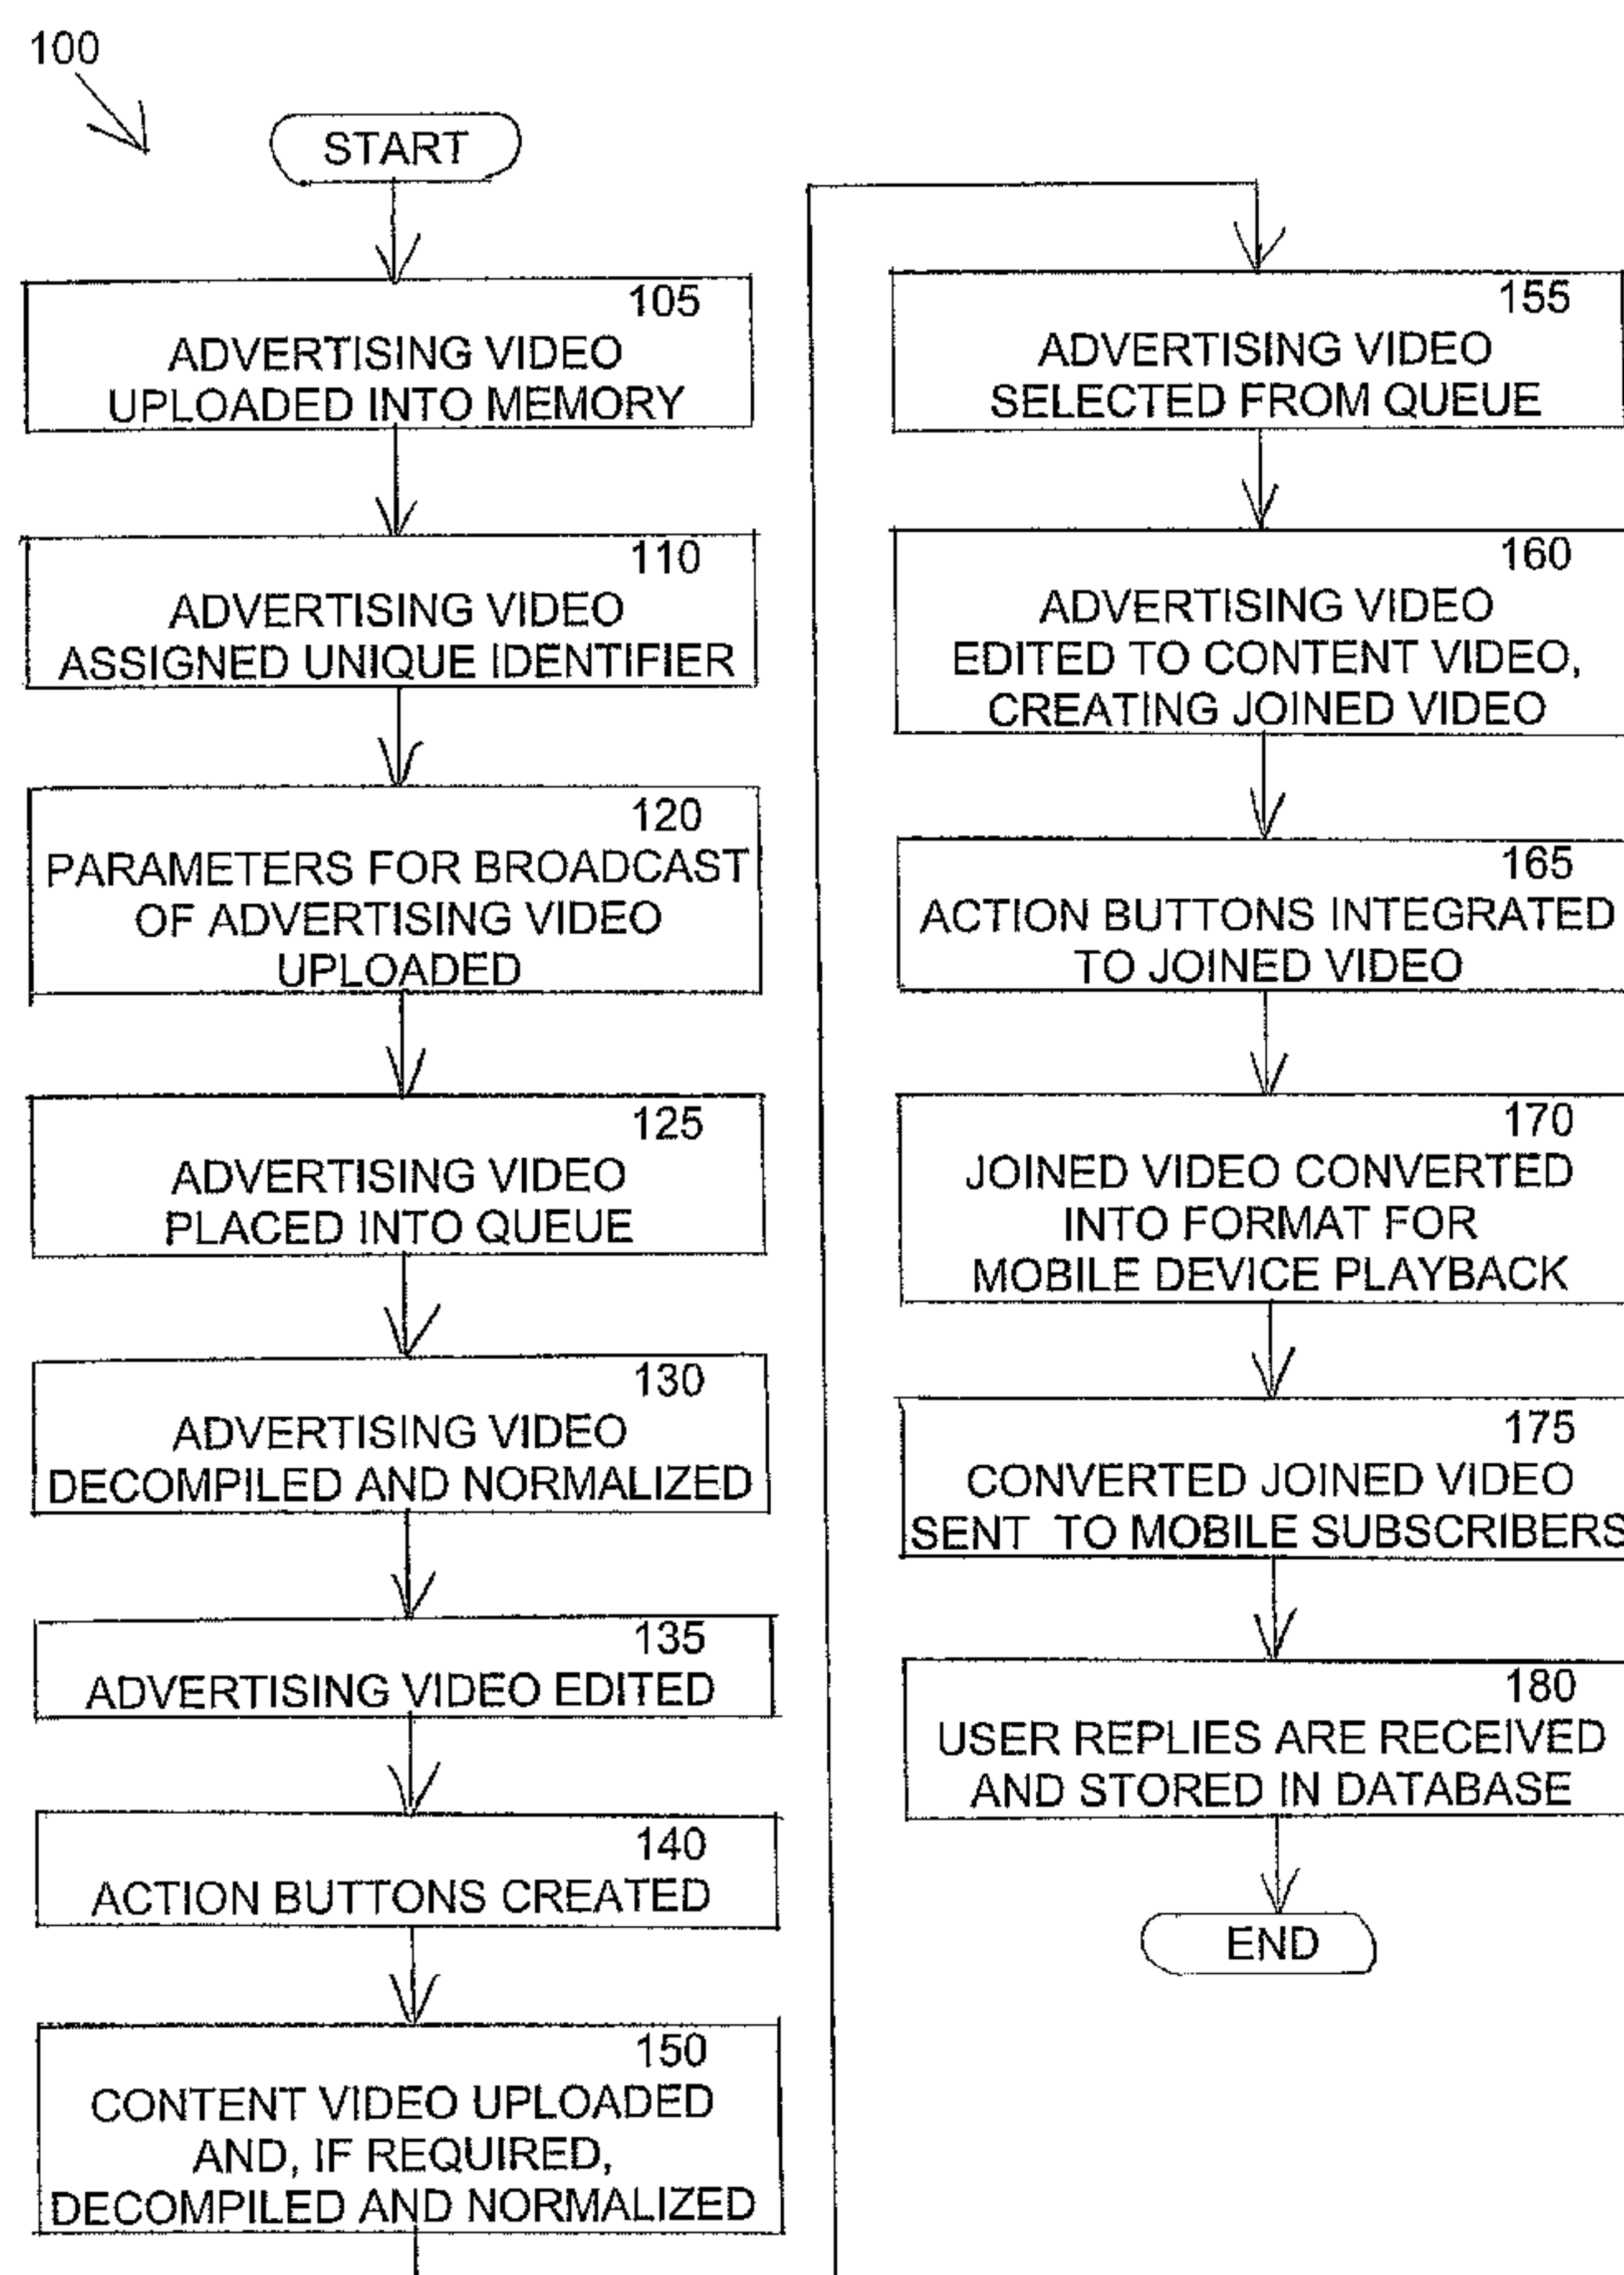 100
START
105
ADVERTISING VIDEO
UPLOADED INTO MEMORY
110
ADVERTISING VIDEO
ASSIGNED UNIQUE IDENTIFIER
120
PARAMETERS FOR BROADCAST
OF ADVERTISING VIDEO
UPLOADED
125
ADVERTISING VIDEO
PLACED INTO QUEUE
130
ADVERTISING VIDEO
DECOMPILED AND NORMALIZED
135
ADVERTISING VIDEO EDITED
140
ACTION BUTTONS CREATED
150
CONTENT VIDEO UPLOADED
AND, IF REQUIRED,
DECOMPILED AND NORMALIZED
155
ADVERTISING VIDEO
SELECTED FROM QUEUE
160
ADVERTISING VIDEO
EDITED TO CONTENT VIDEO,
CREATING JOINED VIDEO
165
ACTION BUTTONS INTEGRATED
TO JOINED VIDEO
170
JOINED VIDEO CONVERTED
INTO FORMAT FOR
MOBILE DEVICE PLAYBACK
175
CONVERTED JOINED VIDEO
SENT TO MOBILE SUBSCRIBERS
180
USER REPLIES ARE RECEIVED
AND STORED IN DATABASE
END